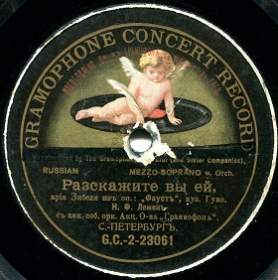 GRAMOPHONE CONCERT RECORD
RUSSIAN MEZZO-SOPRANO w. Orch.
Разскажите вы ей,
арія Зибеля изъ оп.: „Фаустъ", муз. Гуно.
Н. Ф.
съ акк. соб. орк. Акц. О-ва „Граммофонъ".
С.-ПЕТЕРБУРГЪ.
G.C.-2-23061